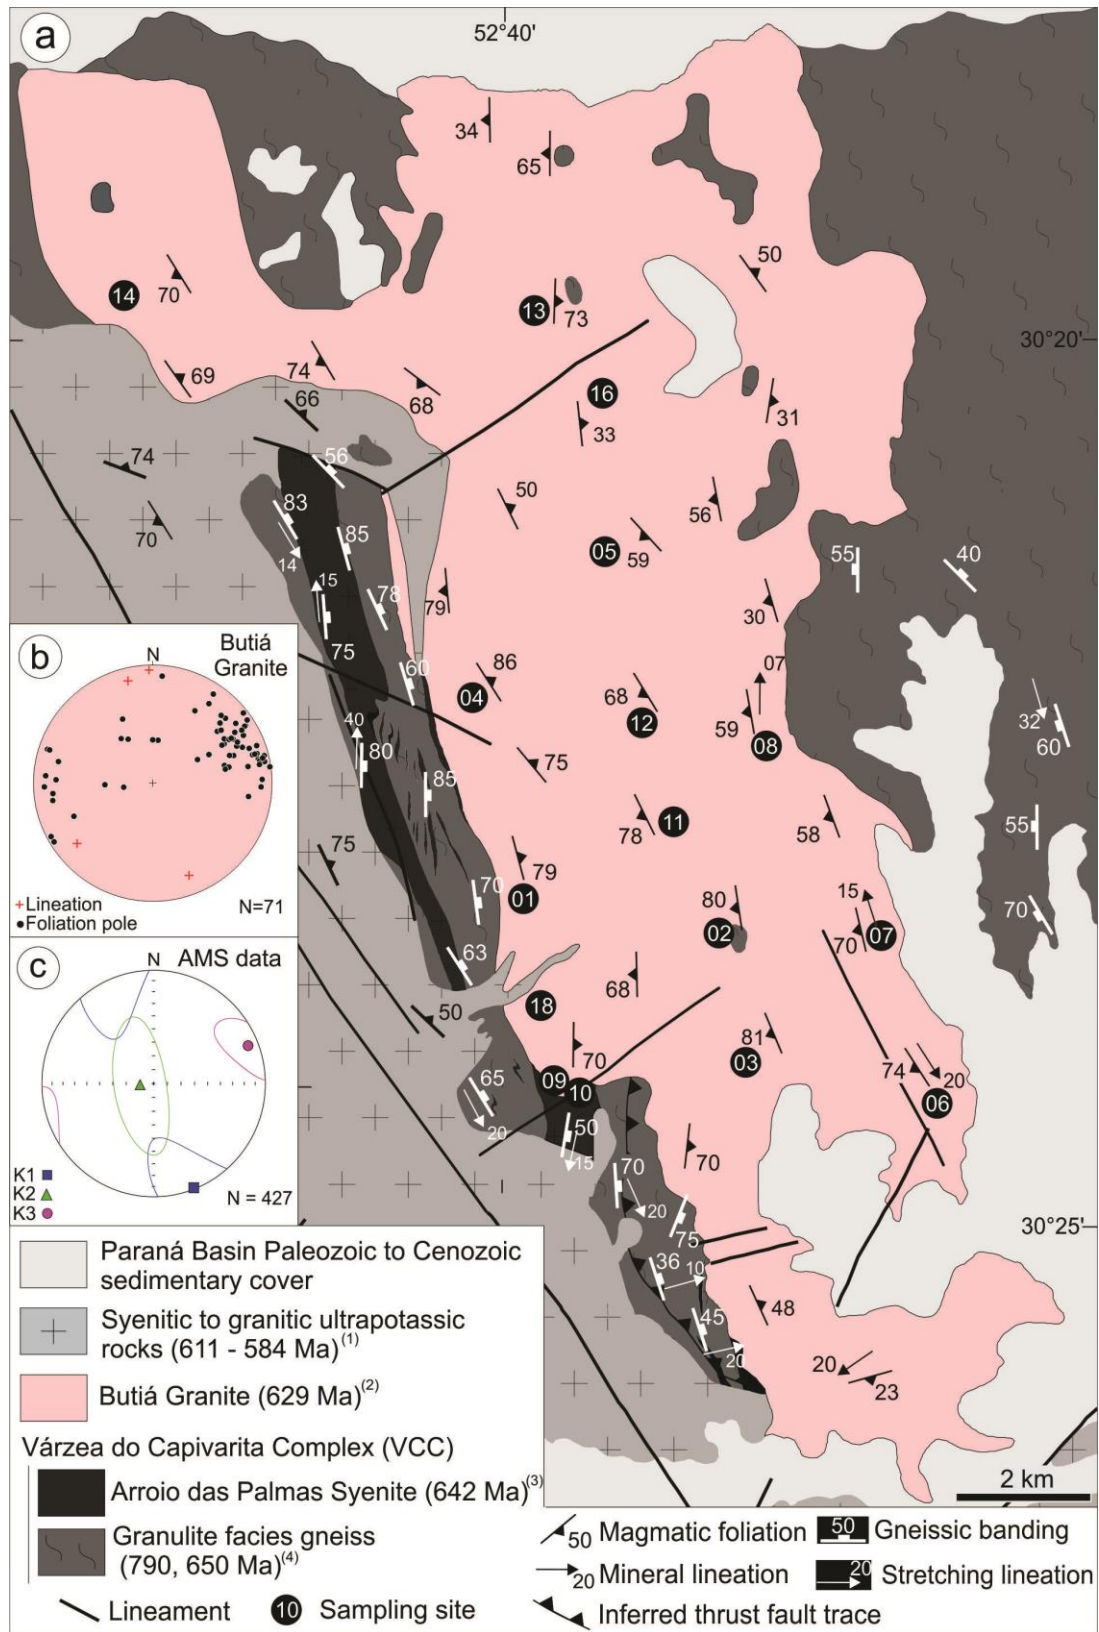 a
52°40'
34
65
50
70
14
13
73
30°20'
69
74
68
16
66
33
31
74
56
83
50
56
70
85
05
59
55
40
14
15
78
79
30
75
b
N
Butiá
Granite
60
04
86
68
12
07
59
08
32
60
40
80
75
85
11
78
58
55
75
79
01
70
80
02
15
70
07
70
+Lineation
●Foliation pole
N=71
63
c
N
AMS data
50
18
68
81
03
70
09
10
65
74
20
06
20
50
15
K1
K2
K3
N = 427
70
20
70
30°25'
75
36
10
48
45
20
20
23
Paraná Basin Paleozoic to Cenozoic
sedimentary cover
Syenitic to granitic ultrapotassic
rocks (611 - 584 Ma)(1)
Butiá Granite (629 Ma)(2)
Várzea do Capivarita Complex (VCC)
Arroio das Palmas Syenite (642 Ma)(3)
Granulite facies gneiss
(790, 650 Ma)(4)
Lineament
10 Sampling site
2 km
50 Magmatic foliation
50 Gneissic banding
20 Mineral lineation
20 Stretching lineation
Inferred thrust fault trace